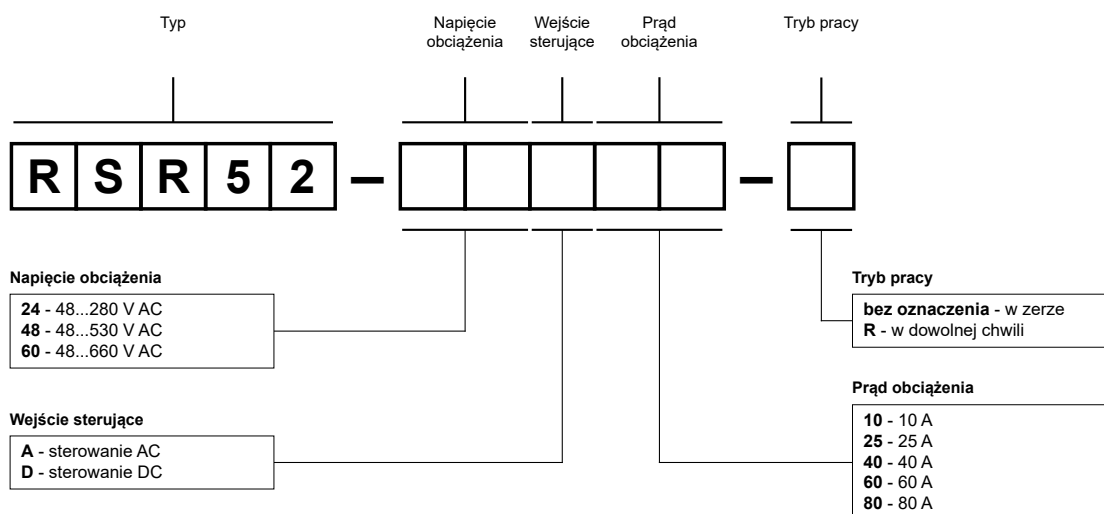 Typ
Napięcie
obciążenia
Wejście
sterujące
Prąd
obciążenia
Tryb pracy
RSR52 – –
Napięcie obciążenia
24 - 48...280 V AC
48 - 48...530 V AC
60 - 48...660 V AC
Wejście sterujące
A - sterowanie AC
D - sterowanie DC
Tryb pracy
bez oznaczenia - w zerze
R - w dowolnej chwili
Prąd obciążenia
10 - 10 A
25 - 25 A
40 - 40 A
60 - 60 A
80 - 80 A